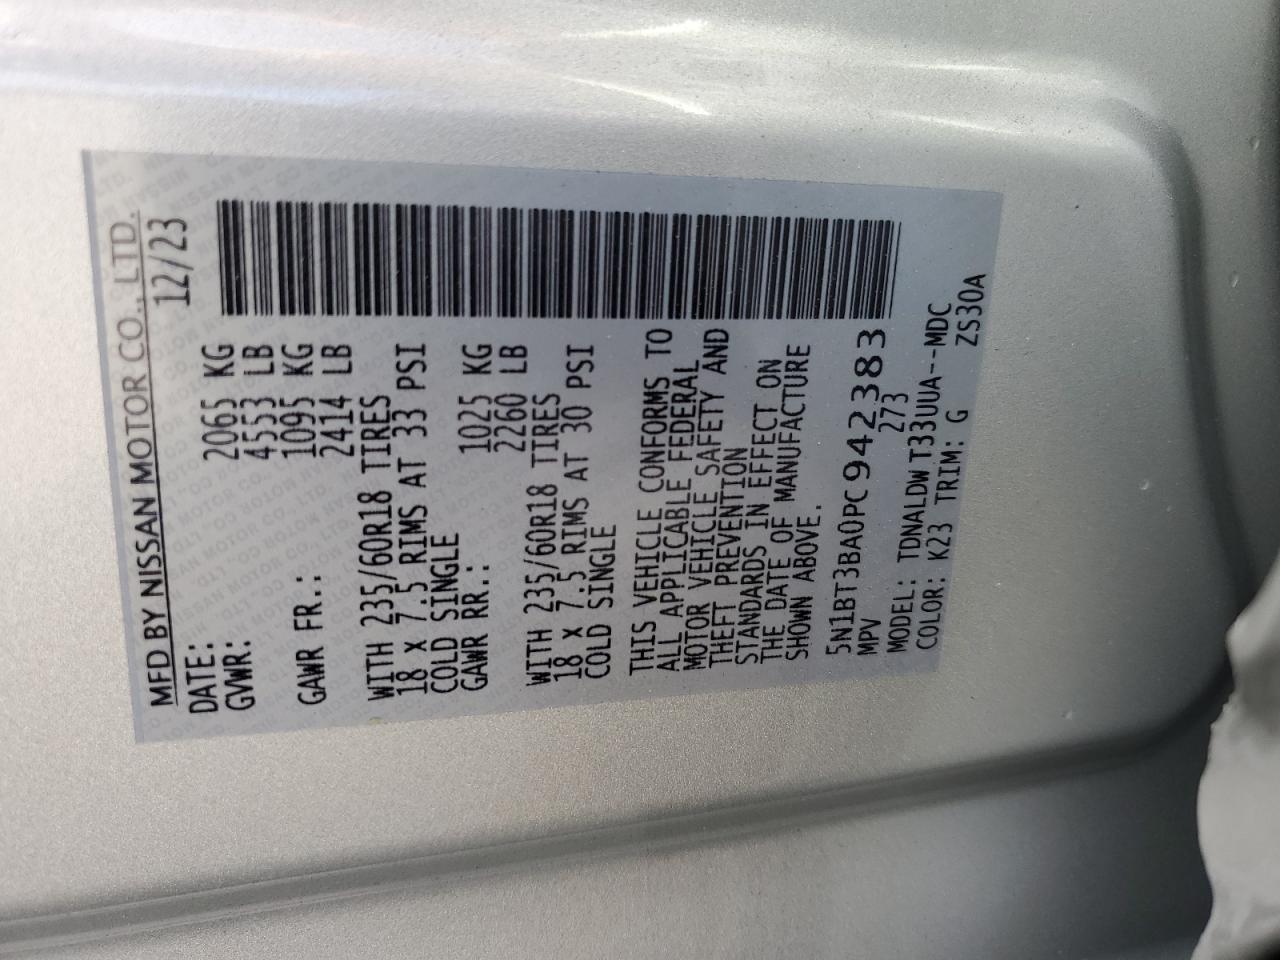 MFD BY NISSAN MOTOR CO., LTD.
DATE: 12/23
GVWR: 2065 KG
4553 LB
GAWR FR.: 1095 KG
2414 LB
WITH 235/60R18 TIRES
18 X 7.5 RIMS AT 33 PSI
COLD SINGLE
GAWR RR.: 1025 KG
2260 LB
WITH 235/60R18 TIRES
18 X 7.5 RIMS AT 30 PSI
COLD SINGLE
THIS VEHICLE CONFORMS TO
ALL APPLICABLE FEDERAL
MOTOR VEHICLE SAFETY AND
THEFT PREVENTION
STANDARDS IN EFFECT ON
THE DATE OF MANUFACTURE
SHOWN ABOVE.
5N1BT3BA0PC942383
MPV 273
MODEL: TDNALDWT33UUA--MDC
COLOR: K23 TRIM: G ZS30A